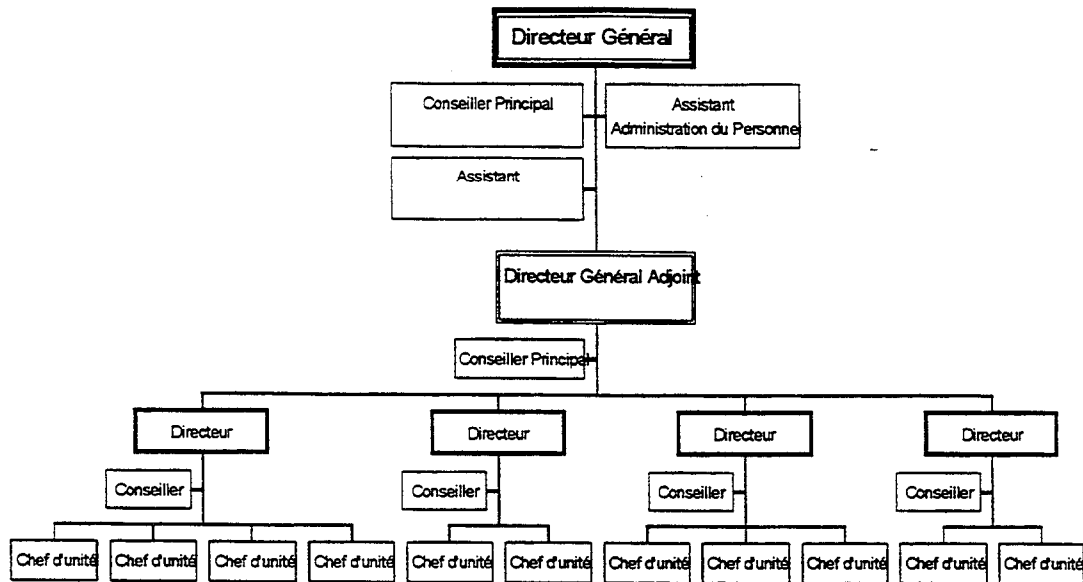 Directeur Général
Conseiller Principal
Assistant
Administration du Personne
Assistant
Directeur Général Adjoint
Conseiller Principal
Directeur
Directeur
Directeur
Directeur
Conseiller
Conseiller
Conseiller
Conseiller
Chef d'unité
Chef d'unité
Chef d'unité
Chef d'unité
Chef d'unité
Chef d'unité
Chef d'unité
Chef d'unité
Chef d'unité
Chef d'unité
Chef d'unité